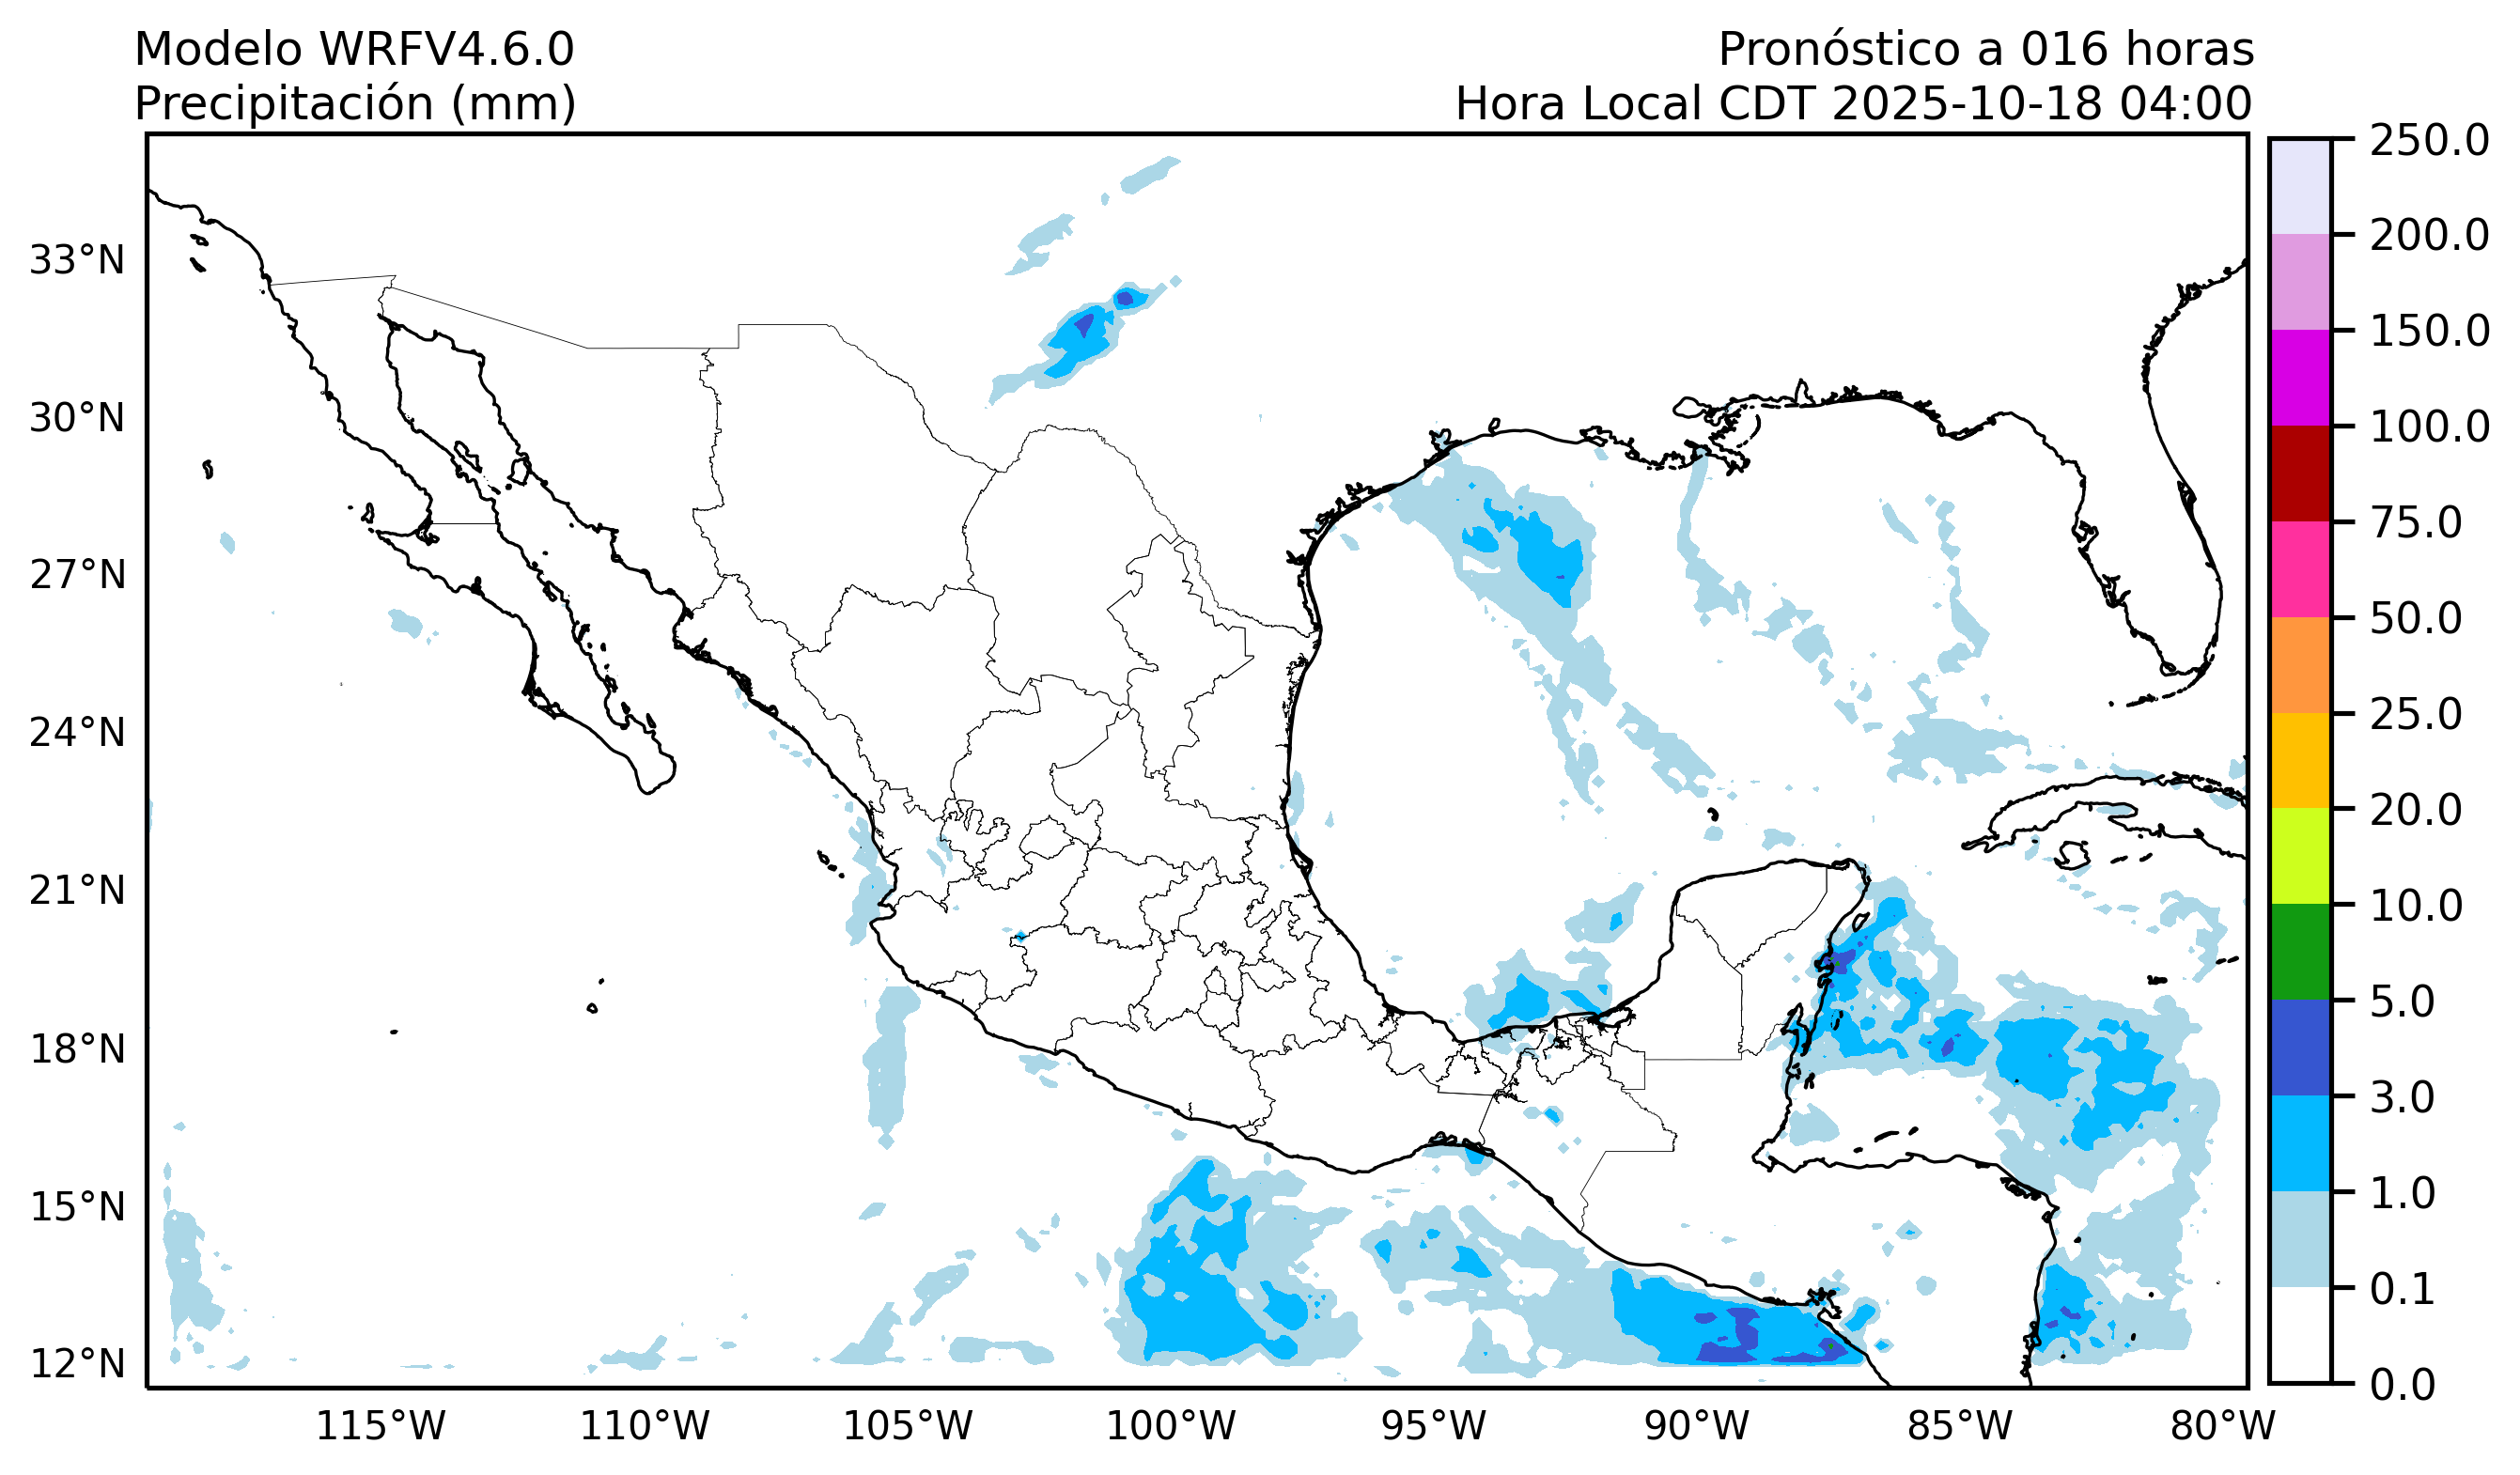 Modelo WRFV4.6.0
Precipitación (mm)
Pronóstico a 016 horas
Hora Local CDT 2025-10-18 04:00
33°N
30°N
27°N
24°N
21°N
18°N
15°N
12°N
115°W
110°W
105°W
100°W
95°W
90°W
85°W
80°W
250.0
200.0
150.0
100.0
75.0
50.0
25.0
20.0
10.0
5.0
3.0
1.0
0.1
0.0